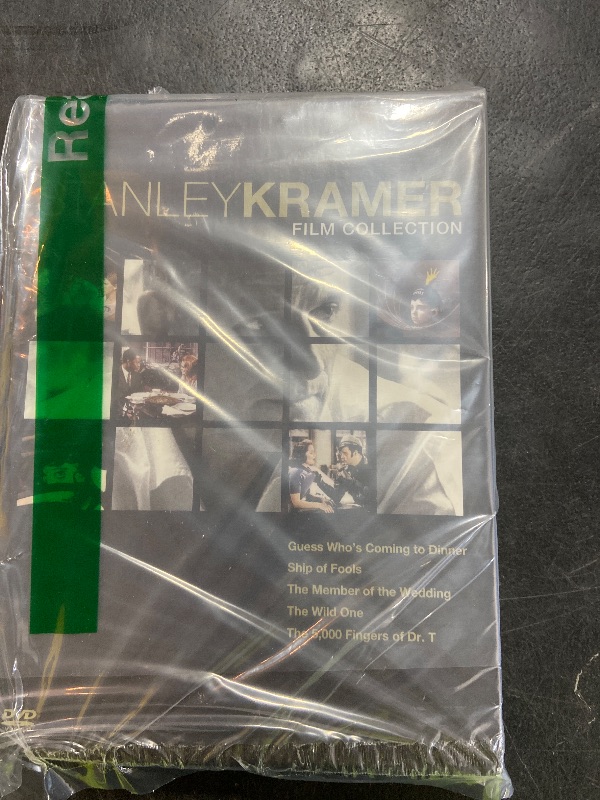 Re
STANLEYKRAMER
FILM COLLECTION
Guess Who's Coming to Dinner
Ship of Fools
The Member of the Wedding
The Wild One
The 5,000 Fingers of Dr. T
DVD